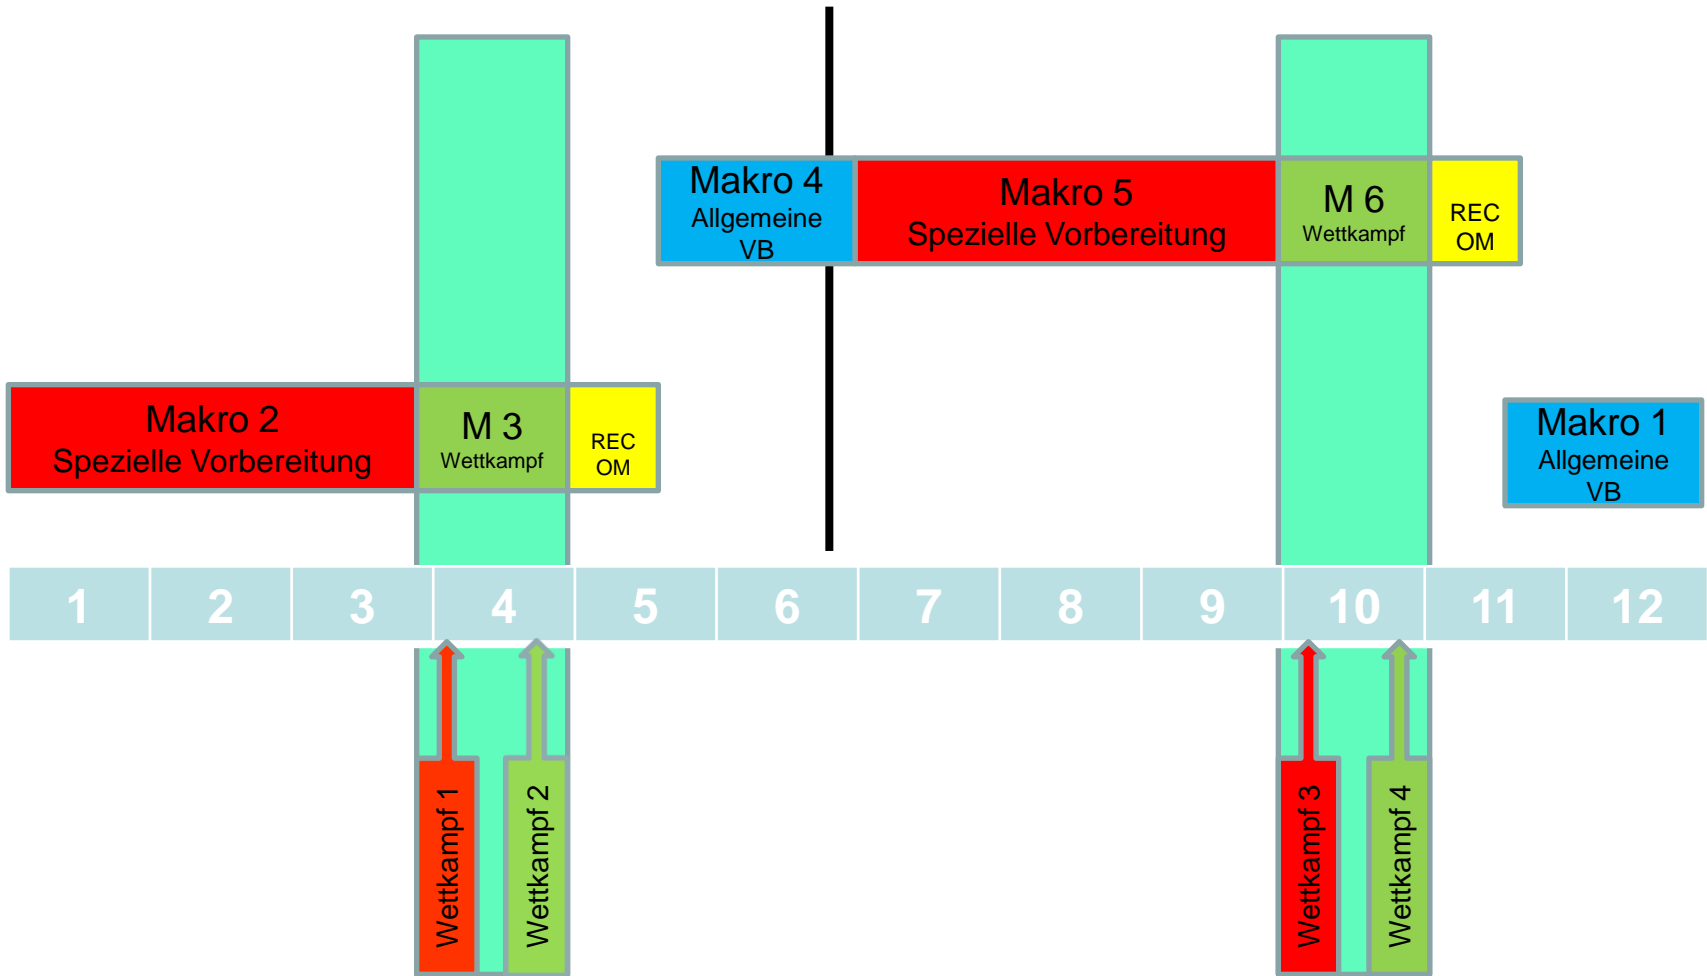 Makro 4
Allgemeine
VB
Makro 5
Spezielle Vorbereitung
M 6
Wettkampf
REC
OM
Makro 2
Spezielle Vorbereitung
M 3
Wettkampf
REC
OM
Makro 1
Allgemeine
VB
1 2 3 4 5 6 7 8 9 10 11 12
Wettkampf 1
Wettkampf 2
Wettkampf 3
Wettkampf 4